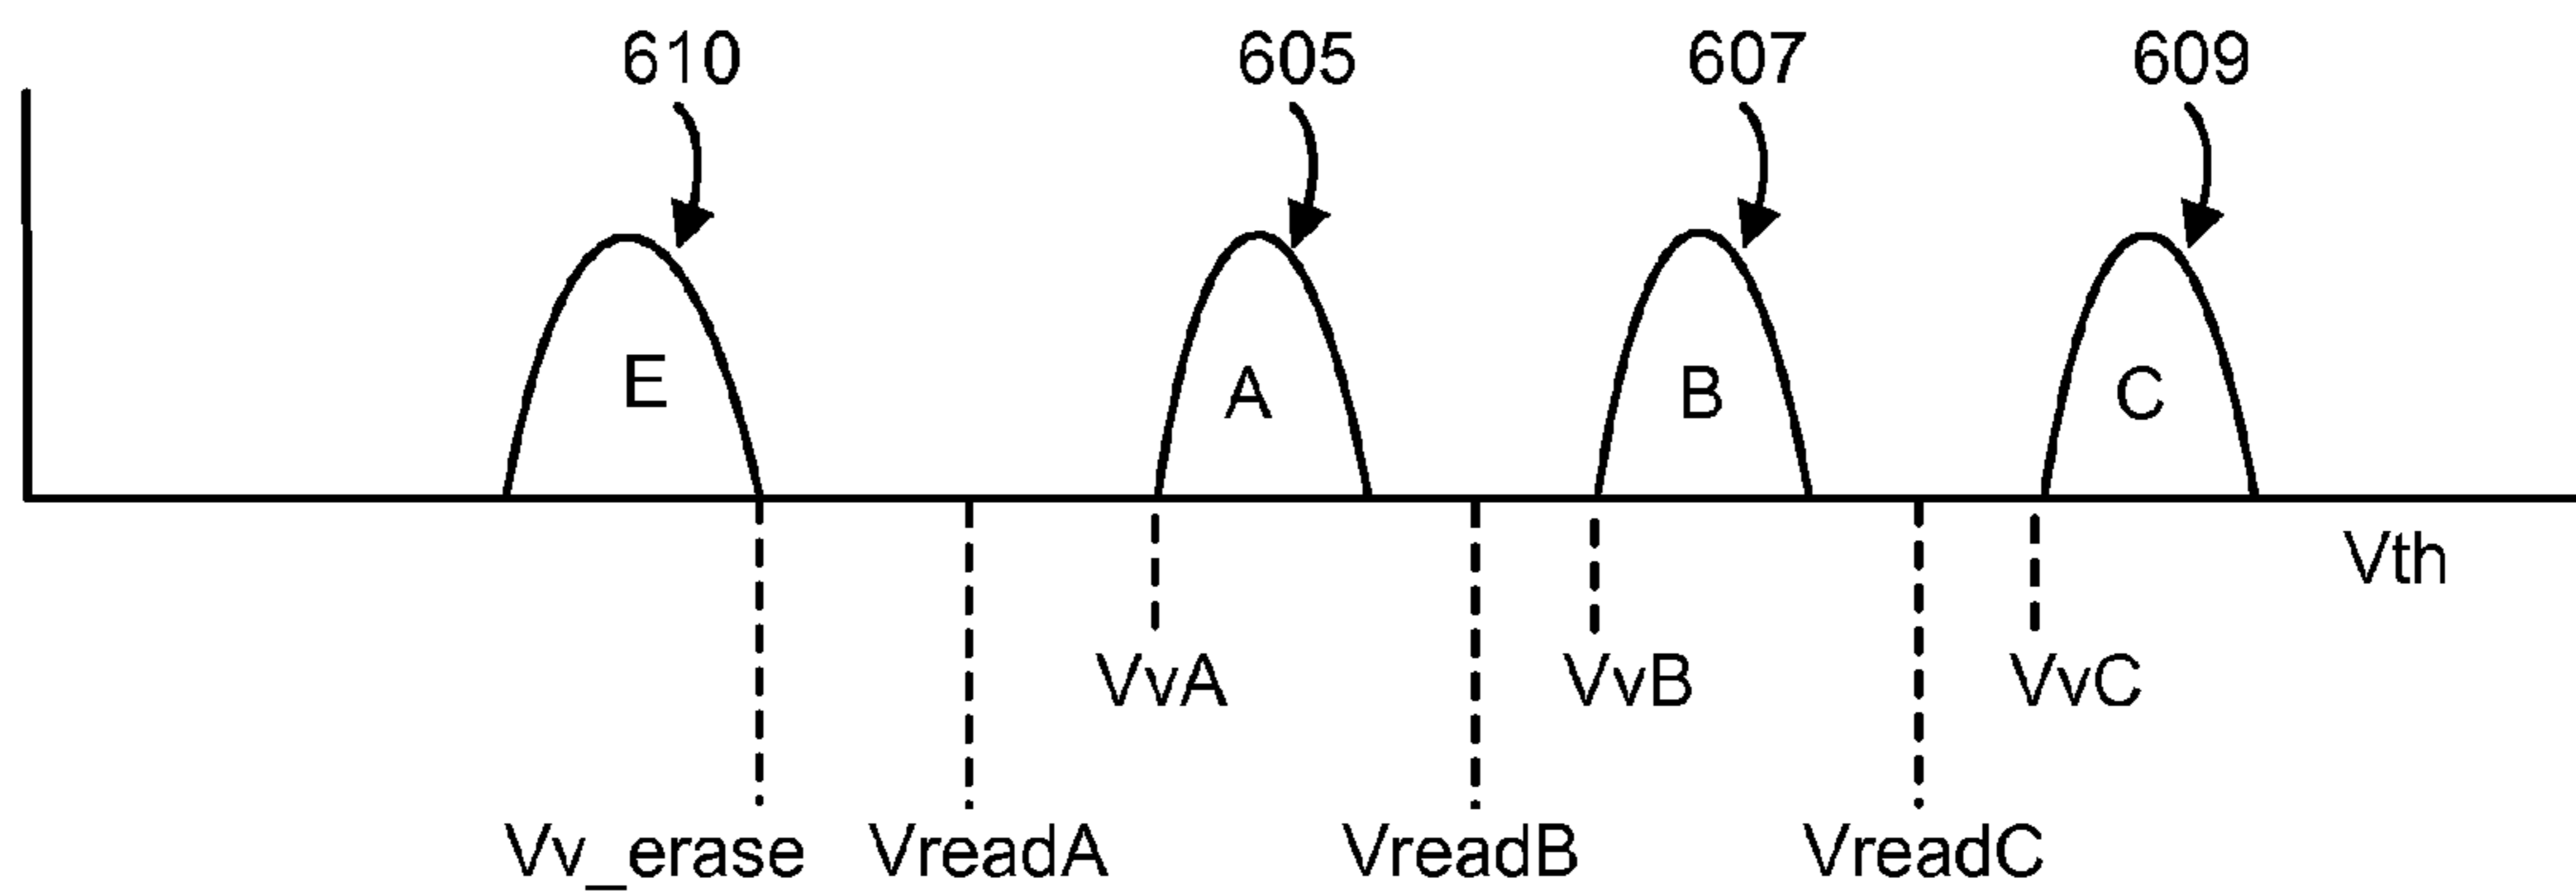 610 605 607 609
E A B C
Vth
VvA VvB VvC
Vv_erase VreadA VreadB VreadC